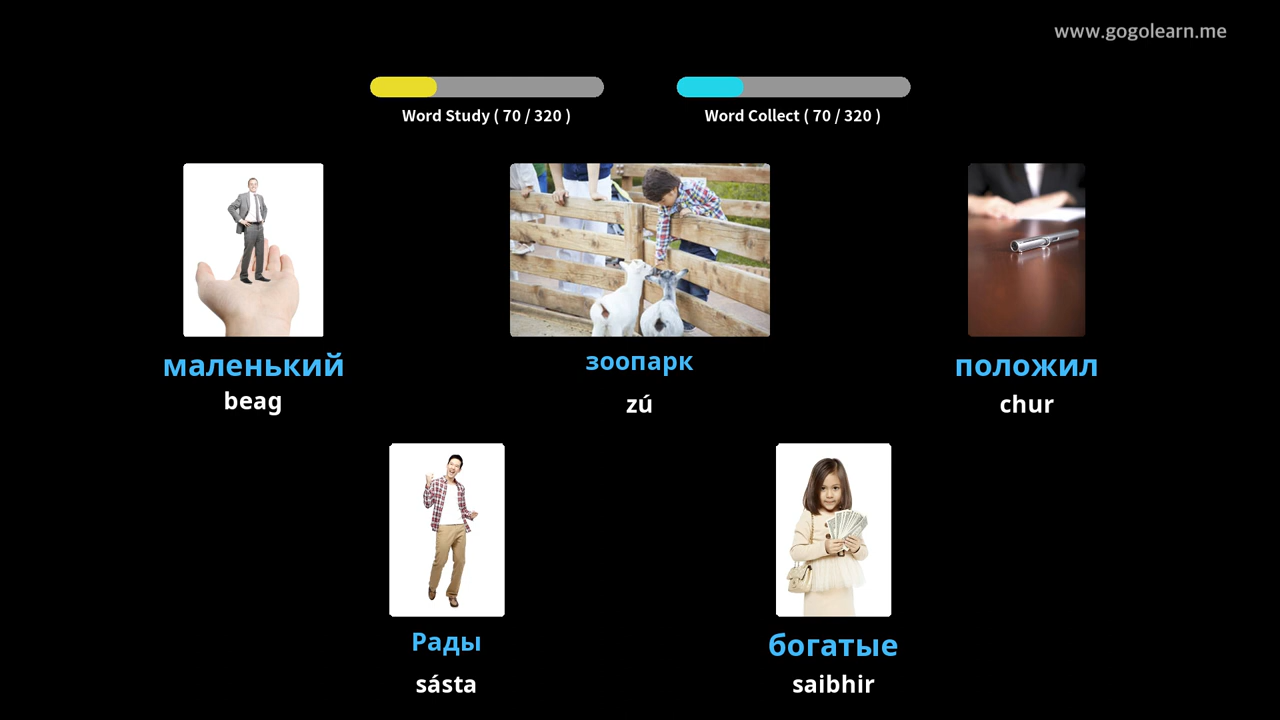 www.gogolearn.me
Word Study ( 70 / 320 )
Word Collect ( 70 / 320 )
маленький
beag
зоопарк
zú
положил
chur
Рады
sásta
богатые
saibhir